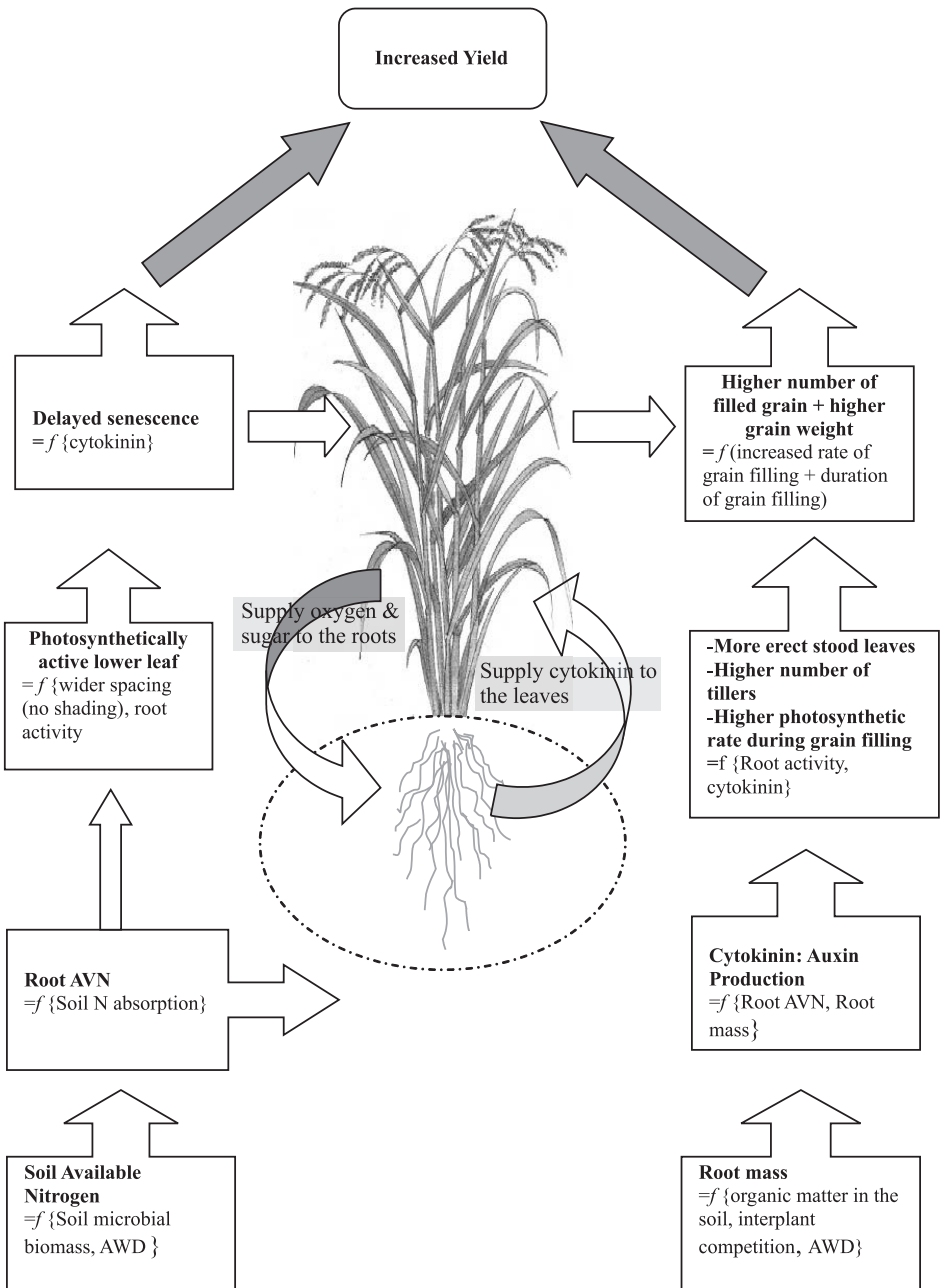 Increased Yield
Delayed senescence
= f {cytokinin}
Higher number of
filled grain + higher
grain weight
= f (increased rate of
grain filling + duration
of grain filling)
Supply oxygen &
sugar to the roots
Supply cytokinin to
the leaves
Photosynthetically
active lower leaf
= f {wider spacing
(no shading), root
activity
-More erect stood leaves
-Higher number of
tillers
-Higher photosynthetic
rate during grain filling
=f {Root activity,
cytokinin}
Root AVN
=f {Soil N absorption}
Cytokinin: Auxin
Production
=f {Root AVN, Root
mass}
Soil Available
Nitrogen
=f {Soil microbial
biomass, AWD }
Root mass
=f {organic matter in the
soil, interplant
competition, AWD}